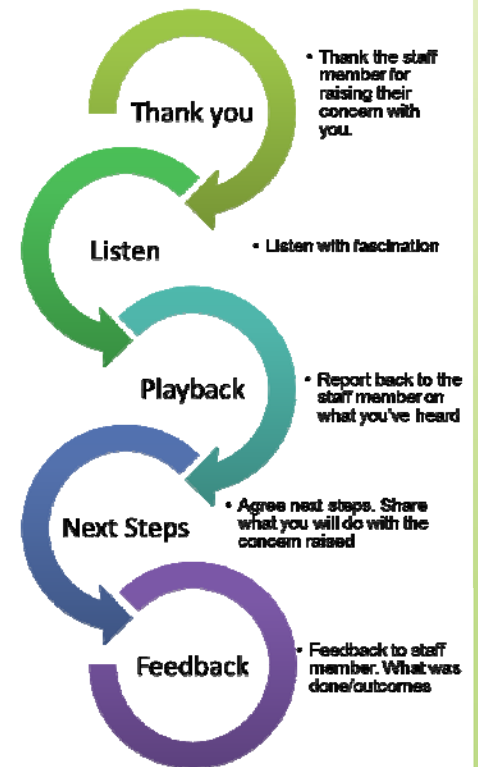 Thank you
• Thank the staff
member for
raising their
concern with
you.
Listen
• Listen with fascination
Playback
• Report back to the
staff member on
what you've heard
Next Steps
• Agree next steps. Share
what you will do with the
concern raised
Feedback
• Feedback to staff
member. What was
done/outcomes